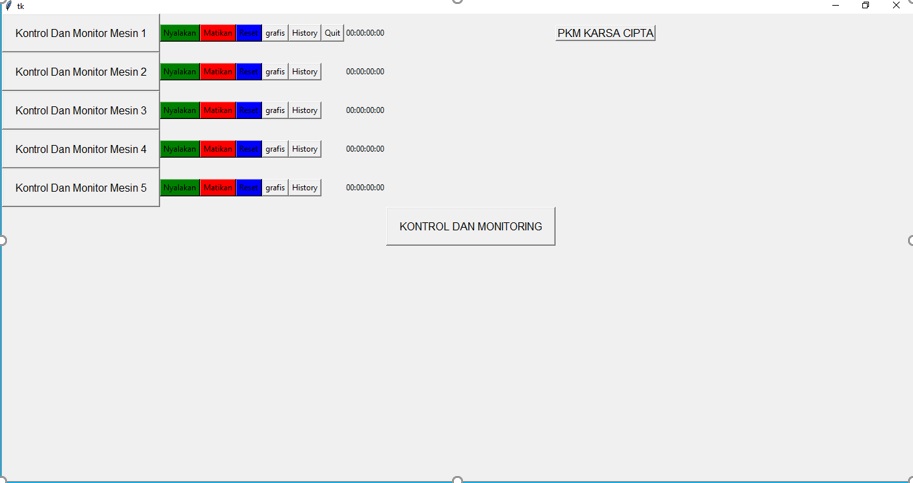 tk
Kontrol Dan Monitor Mesin 1 Nyalakan Matikan Reset grafis History Quit 00:00:00:00 PKM KARSA CIPTA
Kontrol Dan Monitor Mesin 2 Nyalakan Matikan Reset grafis History 00:00:00:00
Kontrol Dan Monitor Mesin 3 Nyalakan Matikan Reset grafis History 00:00:00:00
Kontrol Dan Monitor Mesin 4 Nyalakan Matikan Reset grafis History 00:00:00:00
Kontrol Dan Monitor Mesin 5 Nyalakan Matikan Reset grafis History 00:00:00:00
KONTROL DAN MONITORING